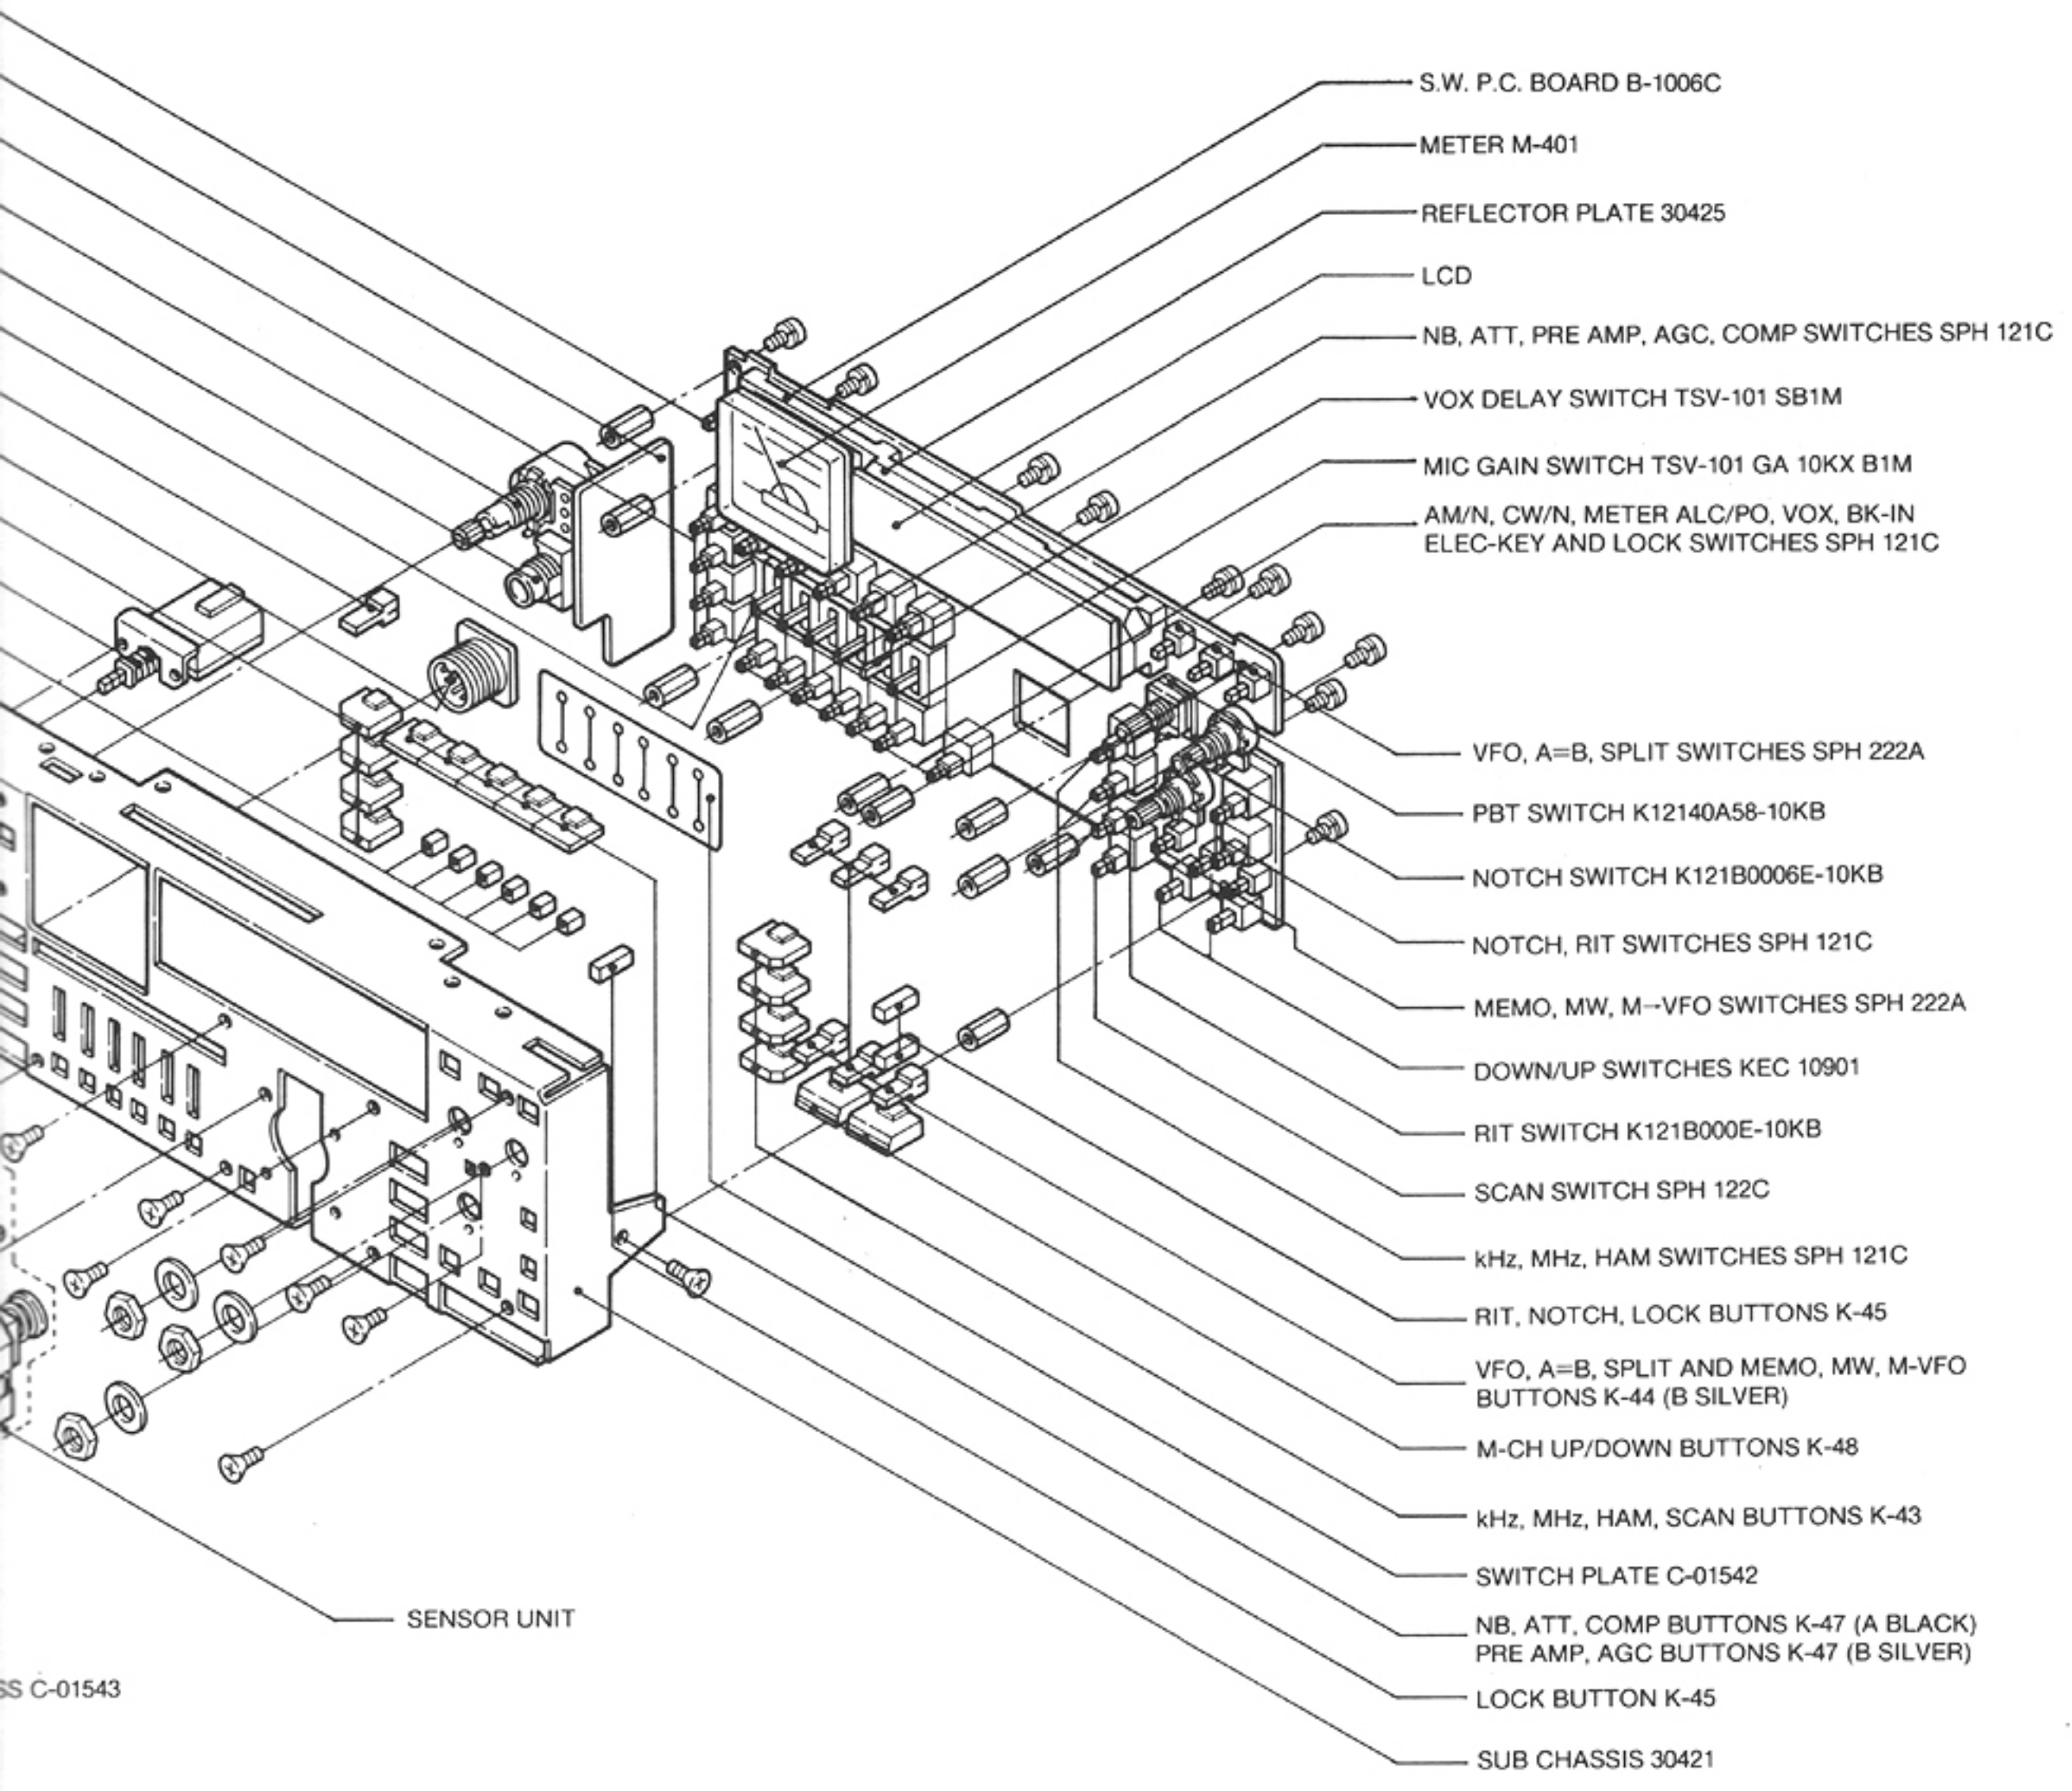 S.W. P.C. BOARD B-1006C
METER M-401
REFLECTOR PLATE 30425
LCD
NB, ATT, PRE AMP, AGC, COMP SWITCHES SPH 121C
VOX DELAY SWITCH TSV-101 SB1M
MIC GAIN SWITCH TSV-101 GA 10KX B1M
AM/N, CW/N, METER ALC/PO, VOX, BK-IN
ELEC-KEY AND LOCK SWITCHES SPH 121C
VFO, A=B, SPLIT SWITCHES SPH 222A
PBT SWITCH K12140A58-10KB
NOTCH SWITCH K121B0006E-10KB
NOTCH, RIT SWITCHES SPH 121C
MEMO, MW, M→VFO SWITCHES SPH 222A
DOWN/UP SWITCHES KEC 10901
RIT SWITCH K121B000E-10KB
SCAN SWITCH SPH 122C
kHz, MHz, HAM SWITCHES SPH 121C
RIT, NOTCH, LOCK BUTTONS K-45
VFO, A=B, SPLIT AND MEMO, MW, M-VFO
BUTTONS K-44 (B SILVER)
M-CH UP/DOWN BUTTONS K-48
kHz, MHz, HAM, SCAN BUTTONS K-43
SWITCH PLATE C-01542
NB, ATT, COMP BUTTONS K-47 (A BLACK)
PRE AMP, AGC BUTTONS K-47 (B SILVER)
LOCK BUTTON K-45
SUB CHASSIS 30421
SENSOR UNIT
SS C-01543